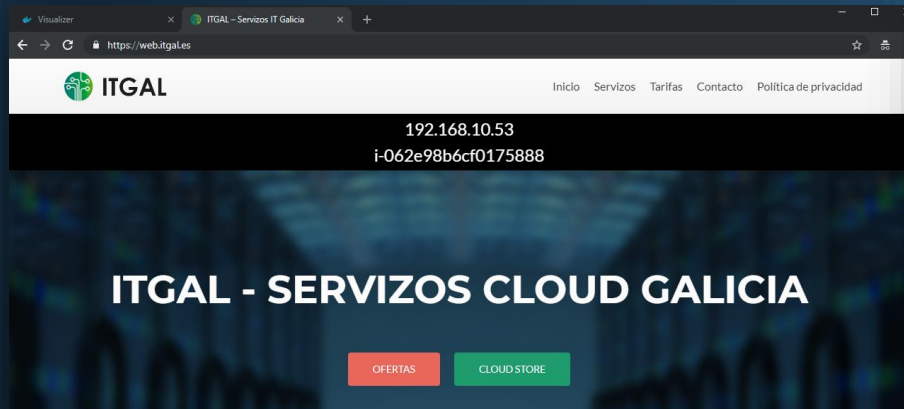 Visualizer
ITGAL – Servizos IT Galicia
https://web.itgal.es
ITGAL
Inicio Servizos Tarifas Contacto Política de privacidad
192.168.10.53
i-062e98b6cf0175888
ITGAL - SERVIZOS CLOUD GALICIA
OFERTAS CLOUD STORE